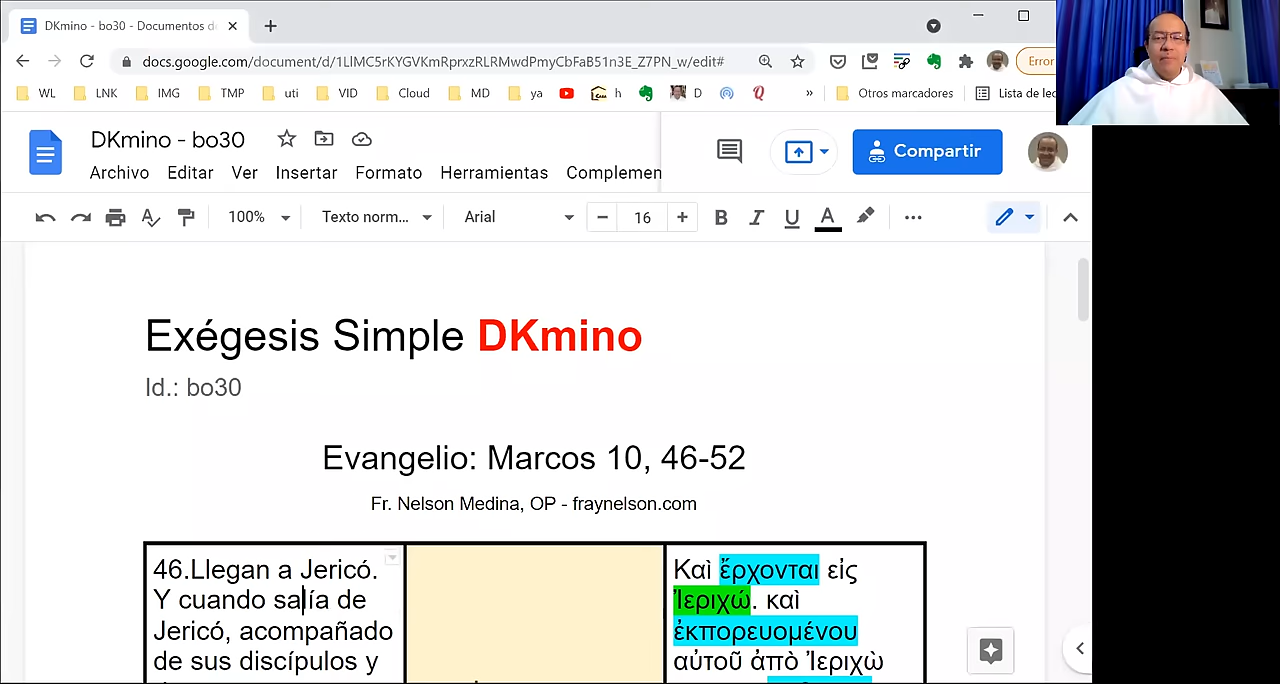 DKmino - bo30 - Documentos de
docs.google.com/document/d/1LlMC5rKYGVKmRprxzRLRMwdPmyCbFaB51n3E_Z7PN_w/edit#
Error
WL LNK IMG TMP uti VID Cloud MD ya h D » Otros marcadores Lista de lec
DKmino - bo30
Archivo Editar Ver Insertar Formato Herramientas Complemen
Compartir
100% Texto norm... Arial 16 B I U A
Exégesis Simple DKmino
Id.: bo30
Evangelio: Marcos 10, 46-52
Fr. Nelson Medina, OP - fraynelson.com
46.Llegan a Jericó.
Y cuando salía de
Jericó, acompañado
de sus discípulos y
Καὶ ἔρχονται εἰς
Ἰεριχώ. καὶ
ἐκπορευομένου
αὐτοῦ ἀπὸ Ἰεριχὼ